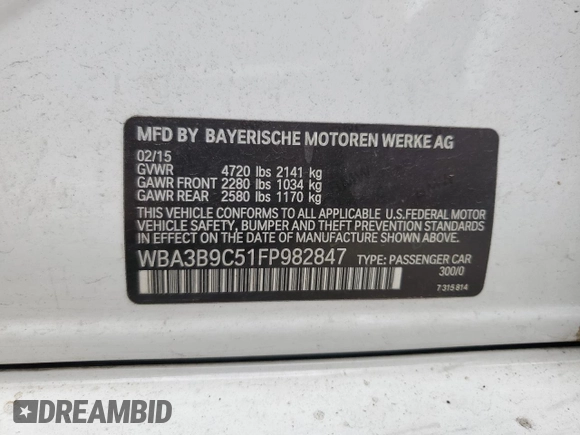 MFD BY BAYERISCHE MOTOREN WERKE AG
02/15
GVWR 4720 lbs 2141 kg
GAWR FRONT 2280 lbs 1034 kg
GAWR REAR 2580 lbs 1170 kg
THIS VEHICLE CONFORMS TO ALL APPLICABLE U.S.FEDERAL MOTOR
VEHICLE SAFETY, BUMPER AND THEFT PREVENTION STANDARDS
IN EFFECT ON THE DATE OF MANUFACTURE SHOWN ABOVE.
WBA3B9C51FP982847 TYPE: PASSENGER CAR
300/0
7 315 814
DREAMBID